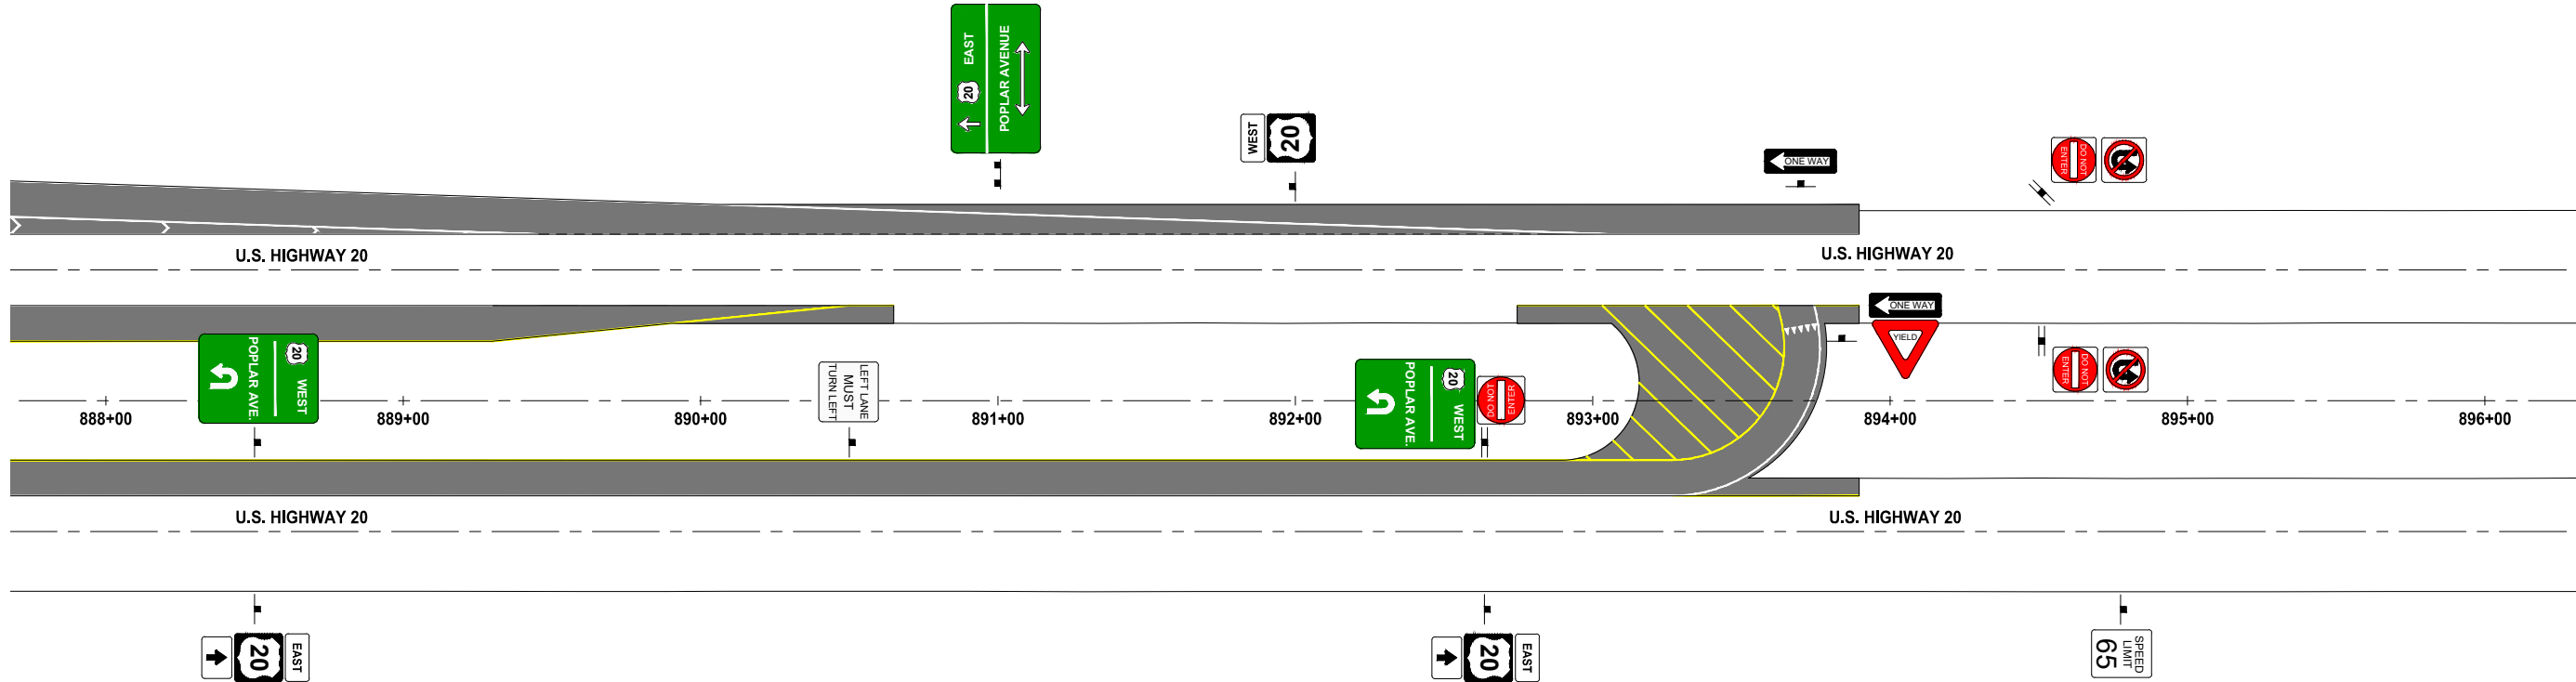 EAST
20
POPLAR AVENUE
WEST
20
ONE WAY
DO NOT
ENTER
U.S. HIGHWAY 20
U.S. HIGHWAY 20
ONE WAY
YIELD
20 WEST
POPLAR AVE.
LEFT LANE
MUST
TURN LEFT
20 WEST
POPLAR AVE.
DO NOT
ENTER
DO NOT
ENTER
888+00
889+00
890+00
891+00
892+00
893+00
894+00
895+00
896+00
U.S. HIGHWAY 20
U.S. HIGHWAY 20
EAST
20
EAST
20
SPEED
LIMIT
65